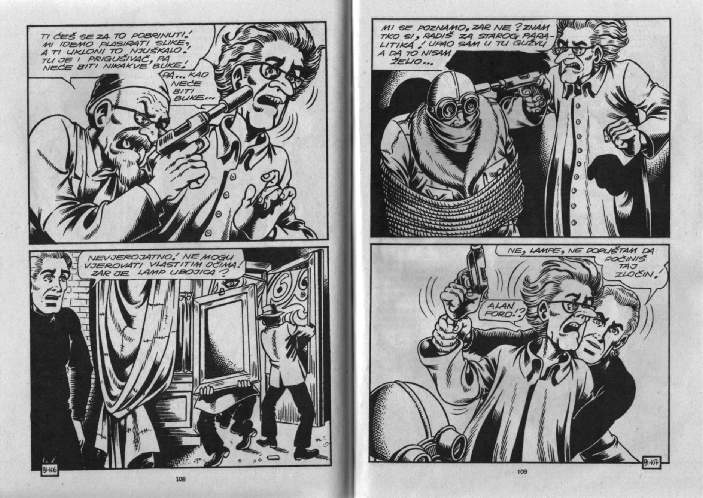 TI ĆEŠ SE ZA TO POBRINUTI!
MI IDEMO PLASIRATI SLIKE,
A TI UKLONI TO NJUŠKALO.
TU JE I PRIGUŠIVAČ, PA
NEĆE BITI NIKAKVE BUKE!
PA... KAO
NEĆE
BITI
BUKE...
NEVJEROJATNO! NE MOGU
VJEROVATI VLASTITIM OČIMA!
ZAR JE LAMP UBOJICA?
108
MI SE POZNAMO, ZAR NE? ZNAM
TKO SI, RADIŠ ZA STAROG PARA-
LITIKA! UPAO SAM U TU GUŽVU
A DA TO NISAM
ŽELIO...
NE, LAMPE, NE DOPUŠTAM DA
POČINIŠ
TAJ
ZLOČIN!
ALAN
FORD!?
109